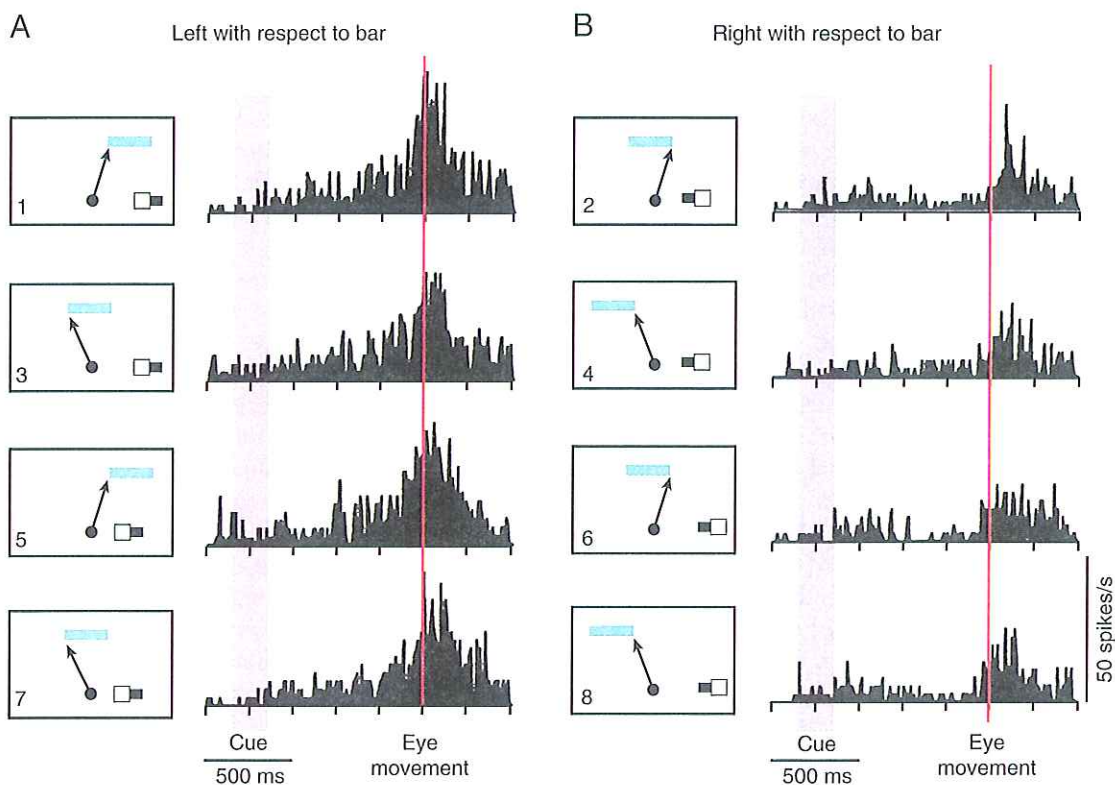 A
Left with respect to bar
1
3
5
7
Cue
500 ms
Eye
movement
B
Right with respect to bar
2
4
6
8
Cue
500 ms
Eye
movement
50 spikes/s